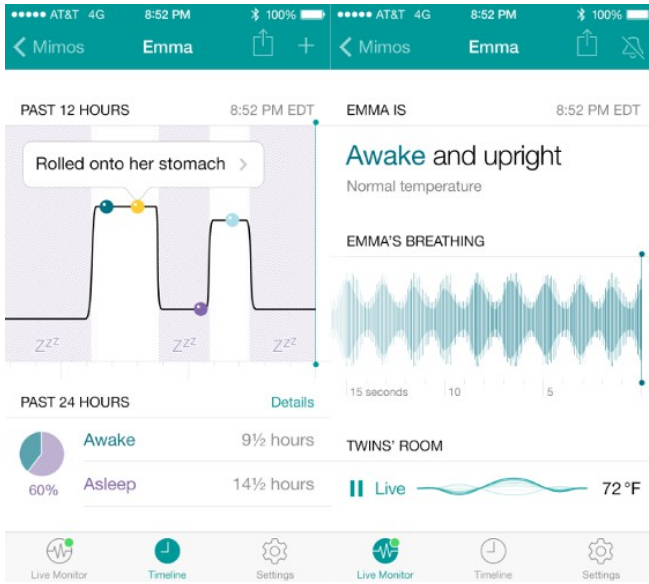 AT&T 4G 8:52 PM 100%
Mimos Emma
PAST 12 HOURS 8:52 PM EDT
Rolled onto her stomach
zzz zzz zzz
PAST 24 HOURS Details
Awake 9½ hours
60% Asleep 14½ hours
Live Monitor Timeline Settings
AT&T 4G 8:52 PM 100%
Mimos Emma
EMMA IS 8:52 PM EDT
Awake and upright
Normal temperature
EMMA'S BREATHING
15 seconds 10 5
TWINS' ROOM
Live 72 °F
Live Monitor Timeline Settings